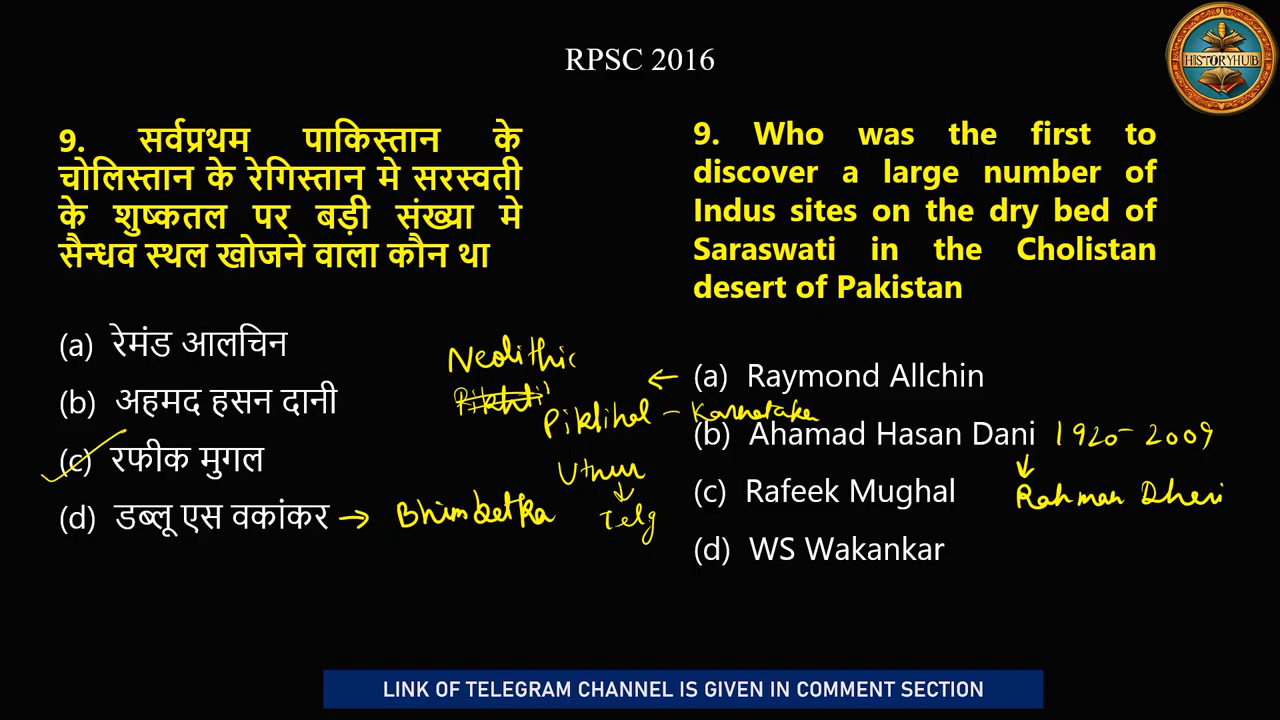 RPSC 2016
HISTORYHUB
9. सर्वप्रथम पाकिस्तान के
चोलिस्तान के रेगिस्तान मे सरस्वती
के शुष्कतल पर बड़ी संख्या मे
सैन्धव स्थल खोजने वाला कौन था
(a) रेमंड आलचिन
(b) अहमद हसन दानी
(c) रफीक मुगल
(d) डब्लू एस वकांकर → Bhimbetka
Neolithic
Piklihal - Karnataka
Utnur
Telg
9. Who was the first to
discover a large number of
Indus sites on the dry bed of
Saraswati in the Cholistan
desert of Pakistan
(a) Raymond Allchin
(b) Ahamad Hasan Dani 1920-2009
Rahman Dheri
(c) Rafeek Mughal
(d) WS Wakankar
LINK OF TELEGRAM CHANNEL IS GIVEN IN COMMENT SECTION